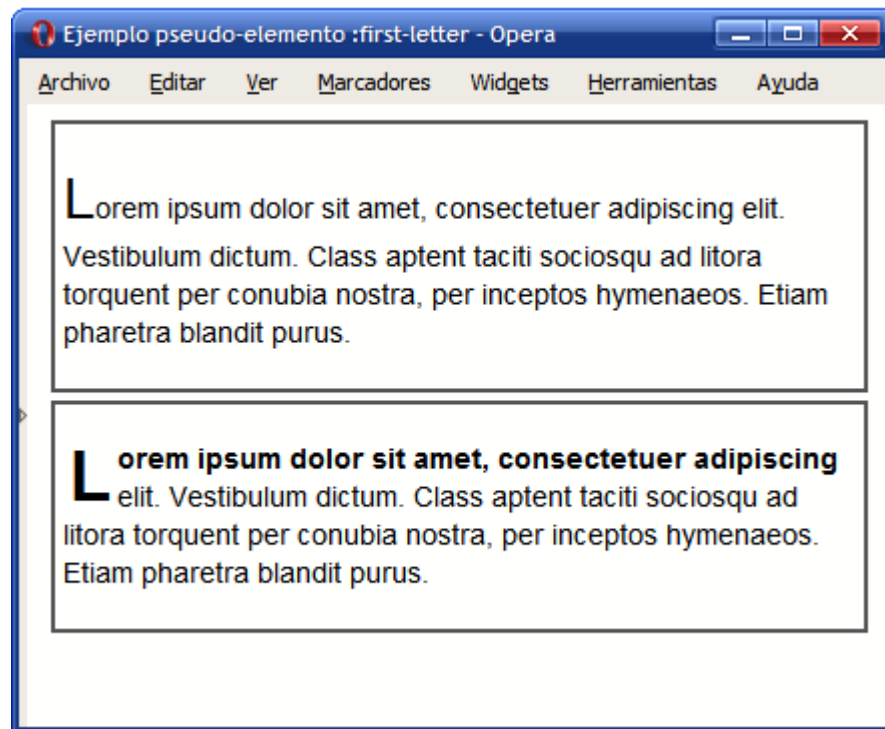 Ejemplo pseudo-elemento :first-letter - Opera
Archivo Editar Ver Marcadores Widgets Herramientas Ayuda
Lorem ipsum dolor sit amet, consectetuer adipiscing elit.
Vestibulum dictum. Class aptent taciti sociosqu ad litora
torquent per conubia nostra, per inceptos hymenaeos. Etiam
pharetra blandit purus.
Lorem ipsum dolor sit amet, consectetuer adipiscing
elit. Vestibulum dictum. Class aptent taciti sociosqu ad
litora torquent per conubia nostra, per inceptos hymenaeos.
Etiam pharetra blandit purus.